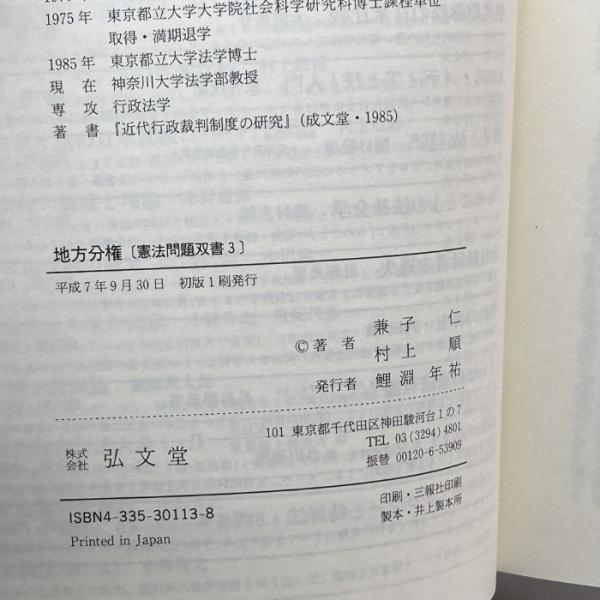 1975年 東京都立大学大学院社会科学研究科博士課程単位
取得・満期退学
1985年 東京都立大学法学博士
現 在 神奈川大学法学部教授
専 攻 行政法学
著 書 『近代行政裁判制度の研究』(成文堂・1985)
地方分権〔憲法問題双書3〕
平成7年9月30日 初版1刷発行
©著 者 兼子 仁
村上 順
発行者 鯉淵 年祐
101 東京都千代田区神田駿河台1の7
TEL 03(3294)4801
振替 00120-6-53909
株式会社 弘文堂
印刷・三報社印刷
製本・井上製本所
ISBN4-335-30113-8
Printed in Japan